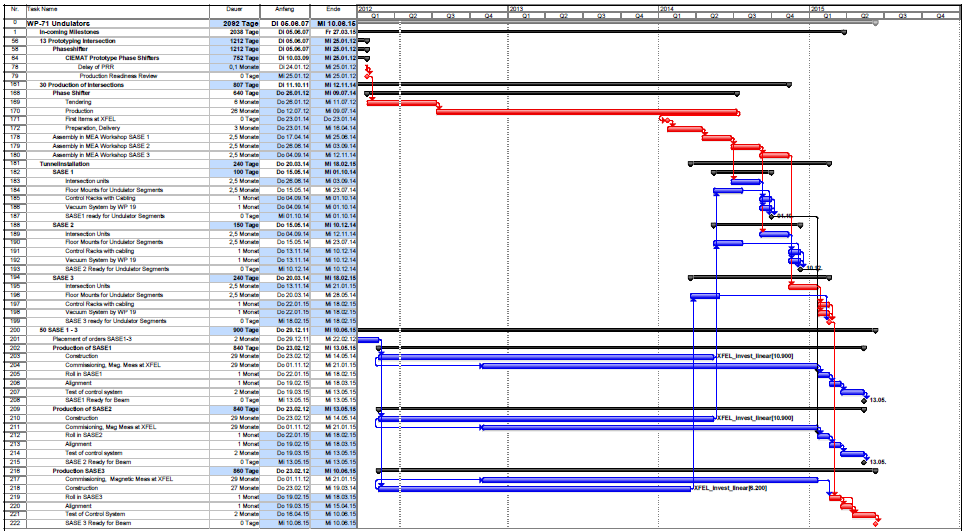 Nr. Task Name Dauer Anfang Ende 2012 2013 2014 2015
Q1 Q2 Q3 Q4 Q1 Q2 Q3 Q4 Q1 Q2 Q3 Q4 Q1 Q2 Q3 Q4
0 WP-71 Undulators 2092 Tage Di 05.06.07 Mi 10.06.15
1 In-coming Milestones 2038 Tage Di 05.06.07 Fr 27.03.15
56 13 Prototyping Intersection 1212 Tage Di 05.06.07 Mi 25.01.12
58 Phaseshifter 1212 Tage Di 05.06.07 Mi 25.01.12
64 CIEMAT Prototype Phase Shifters 752 Tage Di 10.03.09 Mi 25.01.12
78 Delay of PRR 0,1 Monate Di 24.01.12 Mi 25.01.12
79 Production Readiness Review 0 Tage Mi 25.01.12 Mi 25.01.12
161 30 Production of Intersections 807 Tage Di 11.10.11 Mi 12.11.14
168 Phase Shifter 640 Tage Do 26.01.12 Mi 09.07.14
169 Tendering 6 Monate Do 26.01.12 Mi 11.07.12
170 Production 26 Monate Do 12.07.12 Mi 09.07.14
171 First Items at XFEL 0 Tage Do 23.01.14 Do 23.01.14
172 Preparation, Delivery 3 Monate Do 23.01.14 Mi 16.04.14
178 Assembly in MEA Workshop SASE 1 2,5 Monate Do 17.04.14 Mi 25.06.14
179 Assembly in MEA Workshop SASE 2 2,5 Monate Do 26.06.14 Mi 03.09.14
180 Assembly in MEA Workshop SASE 3 2,5 Monate Do 04.09.14 Mi 12.11.14
181 Tunnelinstallation 240 Tage Do 20.03.14 Mi 18.02.15
182 SASE 1 100 Tage Do 15.05.14 Mi 01.10.14
183 Intersection units 2,5 Monate Do 26.06.14 Mi 03.09.14
184 Floor Mounts for Undulator Segments 2,5 Monate Do 15.05.14 Mi 23.07.14
185 Control Racks with Cabling 1 Monat Do 04.09.14 Mi 01.10.14
186 Vacuum System by WP 19 1 Monat Do 04.09.14 Mi 01.10.14
187 SASE1 ready for Undulator Segments 0 Tage Mi 01.10.14 Mi 01.10.14 01.10.
188 SASE 2 150 Tage Do 15.05.14 Mi 10.12.14
189 Intersection Units 2,5 Monate Do 04.09.14 Mi 12.11.14
190 Floor Mounts for Undulator Segments 2,5 Monate Do 15.05.14 Mi 23.07.14
191 Control Racks with cabling 1 Monat Do 13.11.14 Mi 10.12.14
192 Vacuum System by WP 19 1 Monat Do 13.11.14 Mi 10.12.14
193 SASE 2 Ready for Undulator Segments 0 Tage Mi 10.12.14 Mi 10.12.14 10.12.
194 SASE 3 240 Tage Do 20.03.14 Mi 18.02.15
195 Intersection Units 2,5 Monate Do 13.11.14 Mi 21.01.15
196 Floor Mounts for Undulator Segments 2,5 Monate Do 20.03.14 Mi 28.05.14
197 Control Racks with cabling 1 Monat Do 22.01.15 Mi 18.02.15
198 Vacuum System by WP 19 1 Monat Do 22.01.15 Mi 18.02.15
199 SASE 3 ready for Undulator Segments 0 Tage Mi 18.02.15 Mi 18.02.15
200 50 SASE 1 - 3 900 Tage Do 29.12.11 Mi 10.06.15
201 Placement of orders SASE1-3 2 Monate Do 29.12.11 Mi 22.02.12
202 Production of SASE1 840 Tage Do 23.02.12 Mi 13.05.15
203 Construction 29 Monate Do 23.02.12 Mi 14.05.14 XFEL_Invest_linear[10.900]
204 Commissioning, Mag. Meas at XFEL 29 Monate Do 01.11.12 Mi 21.01.15
205 Roll in SASE1 1 Monat Do 22.01.15 Mi 18.02.15
206 Alignment 1 Monat Do 19.02.15 Mi 18.03.15
207 Test of control system 2 Monate Do 19.03.15 Mi 13.05.15
208 SASE1 Ready for Beam 0 Tage Mi 13.05.15 Mi 13.05.15 13.05.
209 Production of SASE2 840 Tage Do 23.02.12 Mi 13.05.15
210 Construction 29 Monate Do 23.02.12 Mi 14.05.14 XFEL_Invest_linear[10.900]
211 Commissioning, Mag Meas at XFEL 29 Monate Do 01.11.12 Mi 21.01.15
212 Roll in SASE2 1 Monat Do 22.01.15 Mi 18.02.15
213 Alignment 1 Monat Do 19.02.15 Mi 18.03.15
214 Test of control system 2 Monate Do 19.03.15 Mi 13.05.15
215 SASE 2 Ready for Beam 0 Tage Mi 13.05.15 Mi 13.05.15 13.05.
216 Production SASE3 860 Tage Do 23.02.12 Mi 10.06.15
217 Commissioning, Magnetic Meas at XFEL 29 Monate Do 01.11.12 Mi 21.01.15
218 Construction 27 Monate Do 23.02.12 Mi 19.03.14 XFEL_Invest_linear[6.200]
219 Roll in SASE3 1 Monat Do 19.02.15 Mi 18.03.15
220 Alignment 1 Monat Do 19.03.15 Mi 15.04.15
221 Test of Control System 2 Monate Do 16.04.15 Mi 10.06.15
222 SASE 3 Ready for Beam 0 Tage Mi 10.06.15 Mi 10.06.15